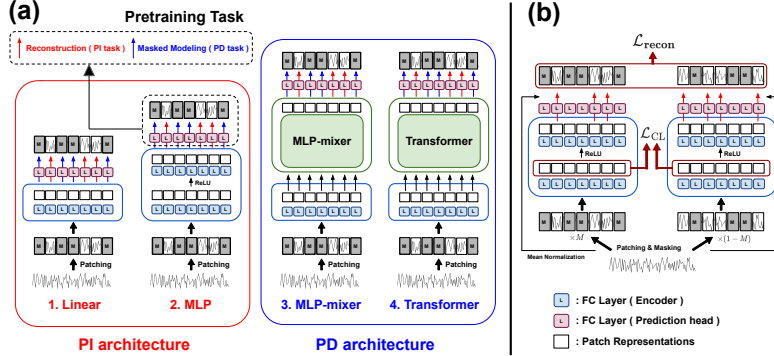 (a)
Pretraining Task
Reconstruction ( PI task)
Masked Modeling (PD task)
M M M M
M M M M
L L L L L L L
L L L L L L L
ReLU
L L L L L L L
L L L L L L L
L L L L L L L
M M M M
M M M M
Patching
Patching
1. Linear
2. MLP
PI architecture
M M M M
M M M M
L L L L L L L
L L L L L L L
MLP-mixer
Transformer
L L L L L L L
L L L L L L L
M M M M
M M M M
Patching
Patching
3. MLP-mixer
4. Transformer
PD architecture
(b)
ℒrecon
M M M M
M M M
L L L L L L L
L L L L L L L
ℒCL
L L L L L L L
L L L L L L L
ReLU
ReLU
L L L L L L L
L L L L L L L
M M M M
M M M
×M
×(1 − M)
Patching & Masking
Mean Normalization
L : FC Layer ( Encoder )
L : FC Layer ( Prediction head )
: Patch Representations